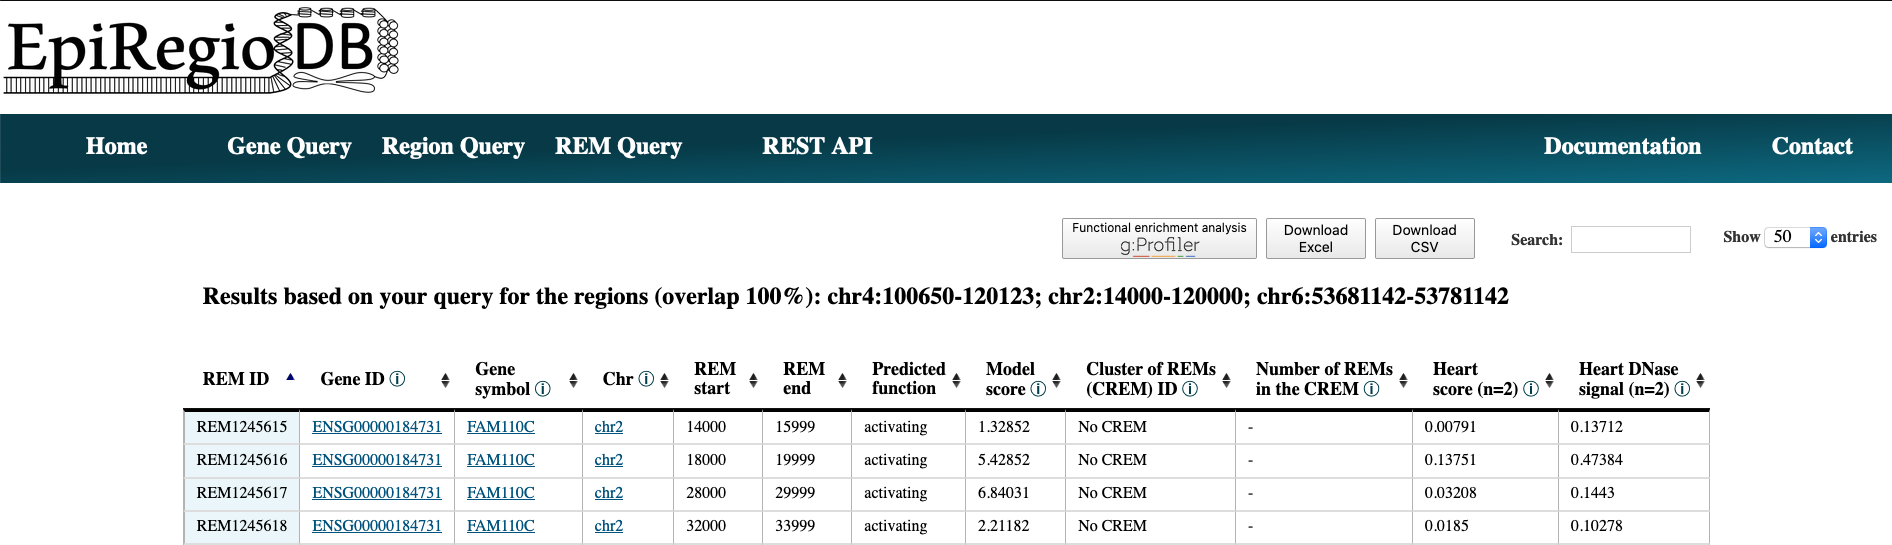 EpiRegio DB
Home Gene Query Region Query REM Query REST API Documentation Contact
Functional enrichment analysis
g:Profiler
Download Excel
Download CSV
Search:
Show 50 entries
Results based on your query for the regions (overlap 100%): chr4:100650-120123; chr2:14000-120000; chr6:53681142-53781142
REM ID Gene ID ⓘ Gene symbol ⓘ Chr ⓘ REM start REM end Predicted function Model score ⓘ Cluster of REMs (CREM) ID ⓘ Number of REMs in the CREM ⓘ Heart score (n=2) ⓘ Heart DNase signal (n=2) ⓘ
REM1245615 ENSG00000184731 FAM110C chr2 14000 15999 activating 1.32852 No CREM - 0.00791 0.13712
REM1245616 ENSG00000184731 FAM110C chr2 18000 19999 activating 5.42852 No CREM - 0.13751 0.47384
REM1245617 ENSG00000184731 FAM110C chr2 28000 29999 activating 6.84031 No CREM - 0.03208 0.1443
REM1245618 ENSG00000184731 FAM110C chr2 32000 33999 activating 2.21182 No CREM - 0.0185 0.10278